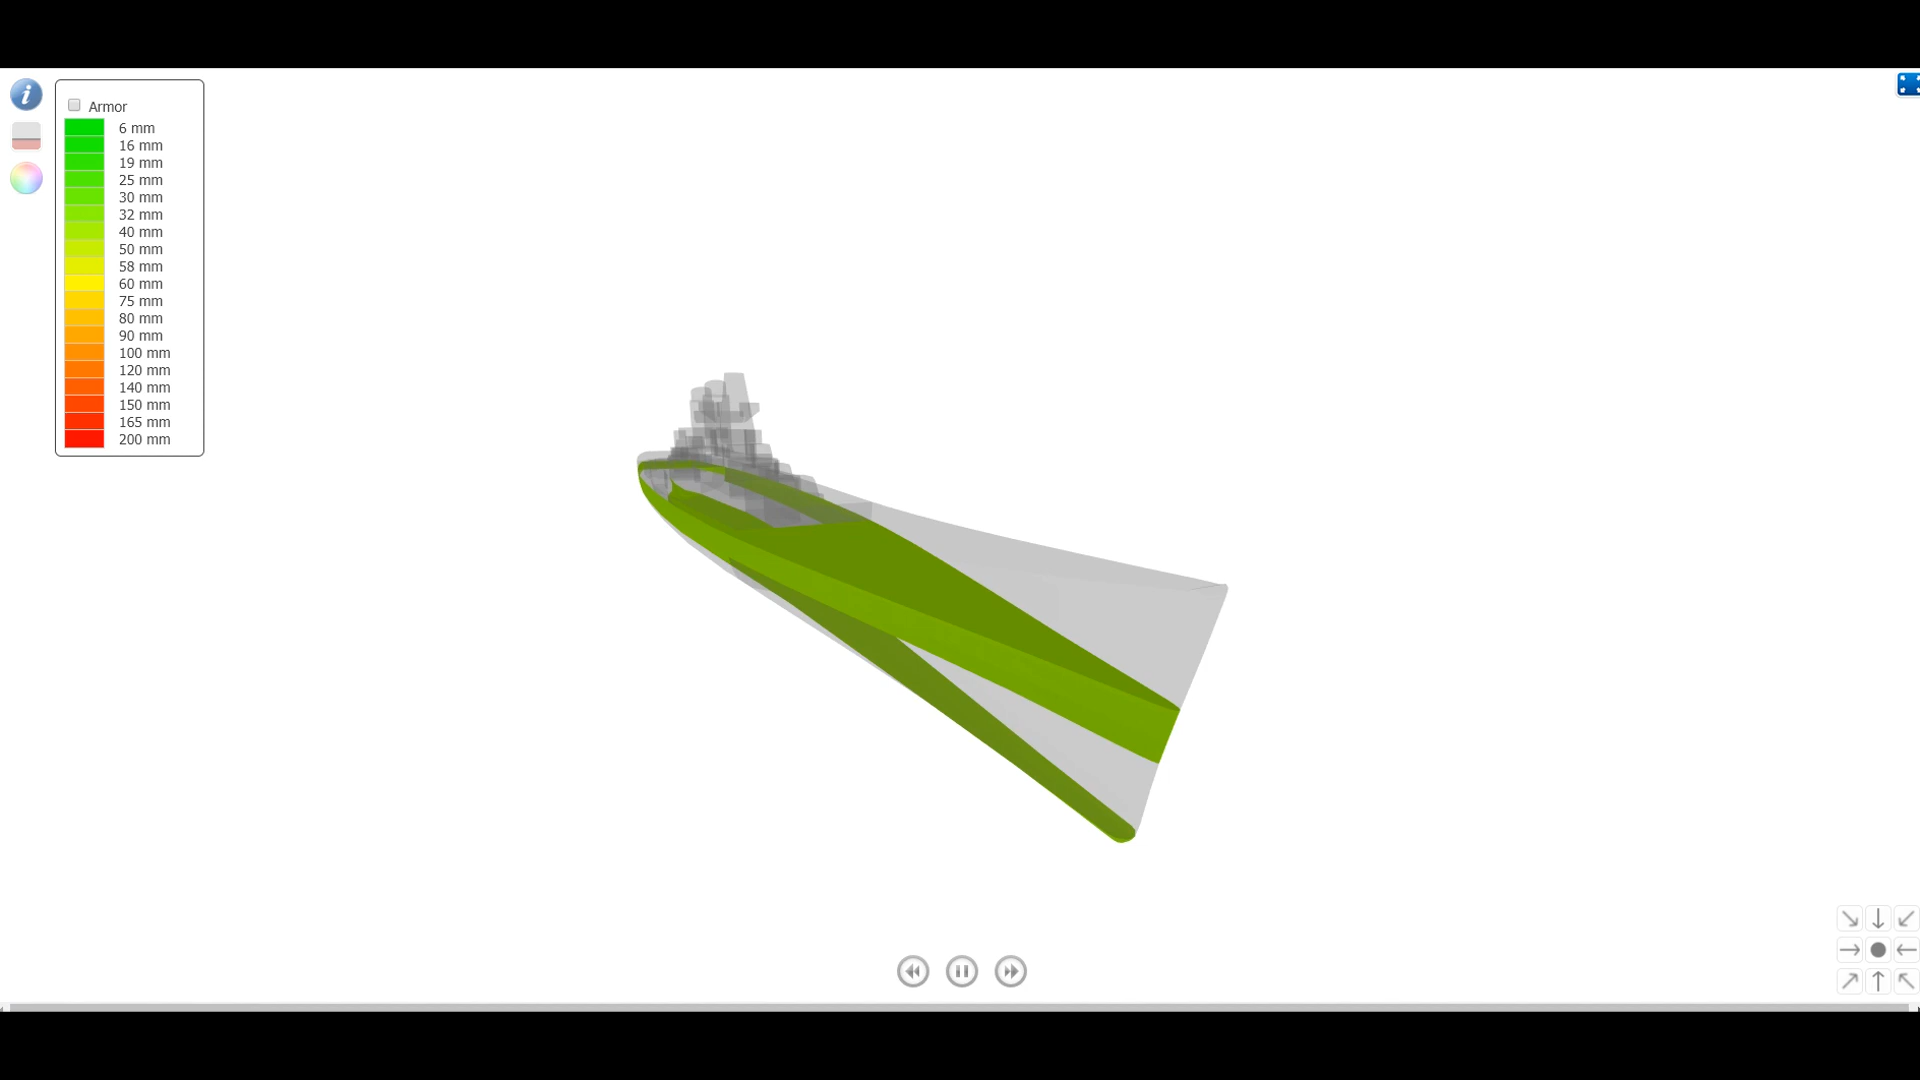 i
Armor
6 mm
16 mm
19 mm
25 mm
30 mm
32 mm
40 mm
50 mm
58 mm
60 mm
75 mm
80 mm
90 mm
100 mm
120 mm
140 mm
150 mm
165 mm
200 mm